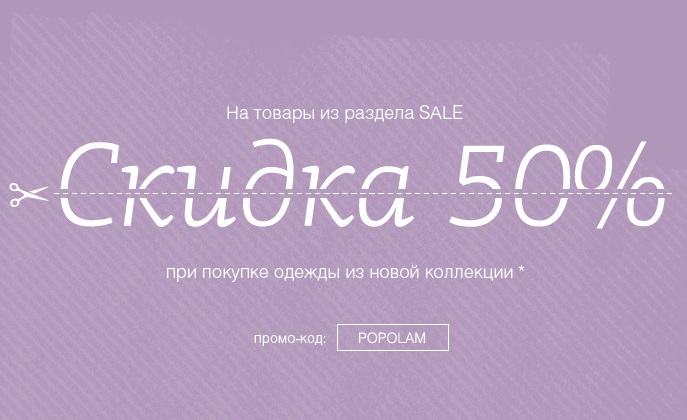 На товары из раздела SALE
Скидка 50%
при покупке одежды из новой коллекции *
промо-код: POPOLAM